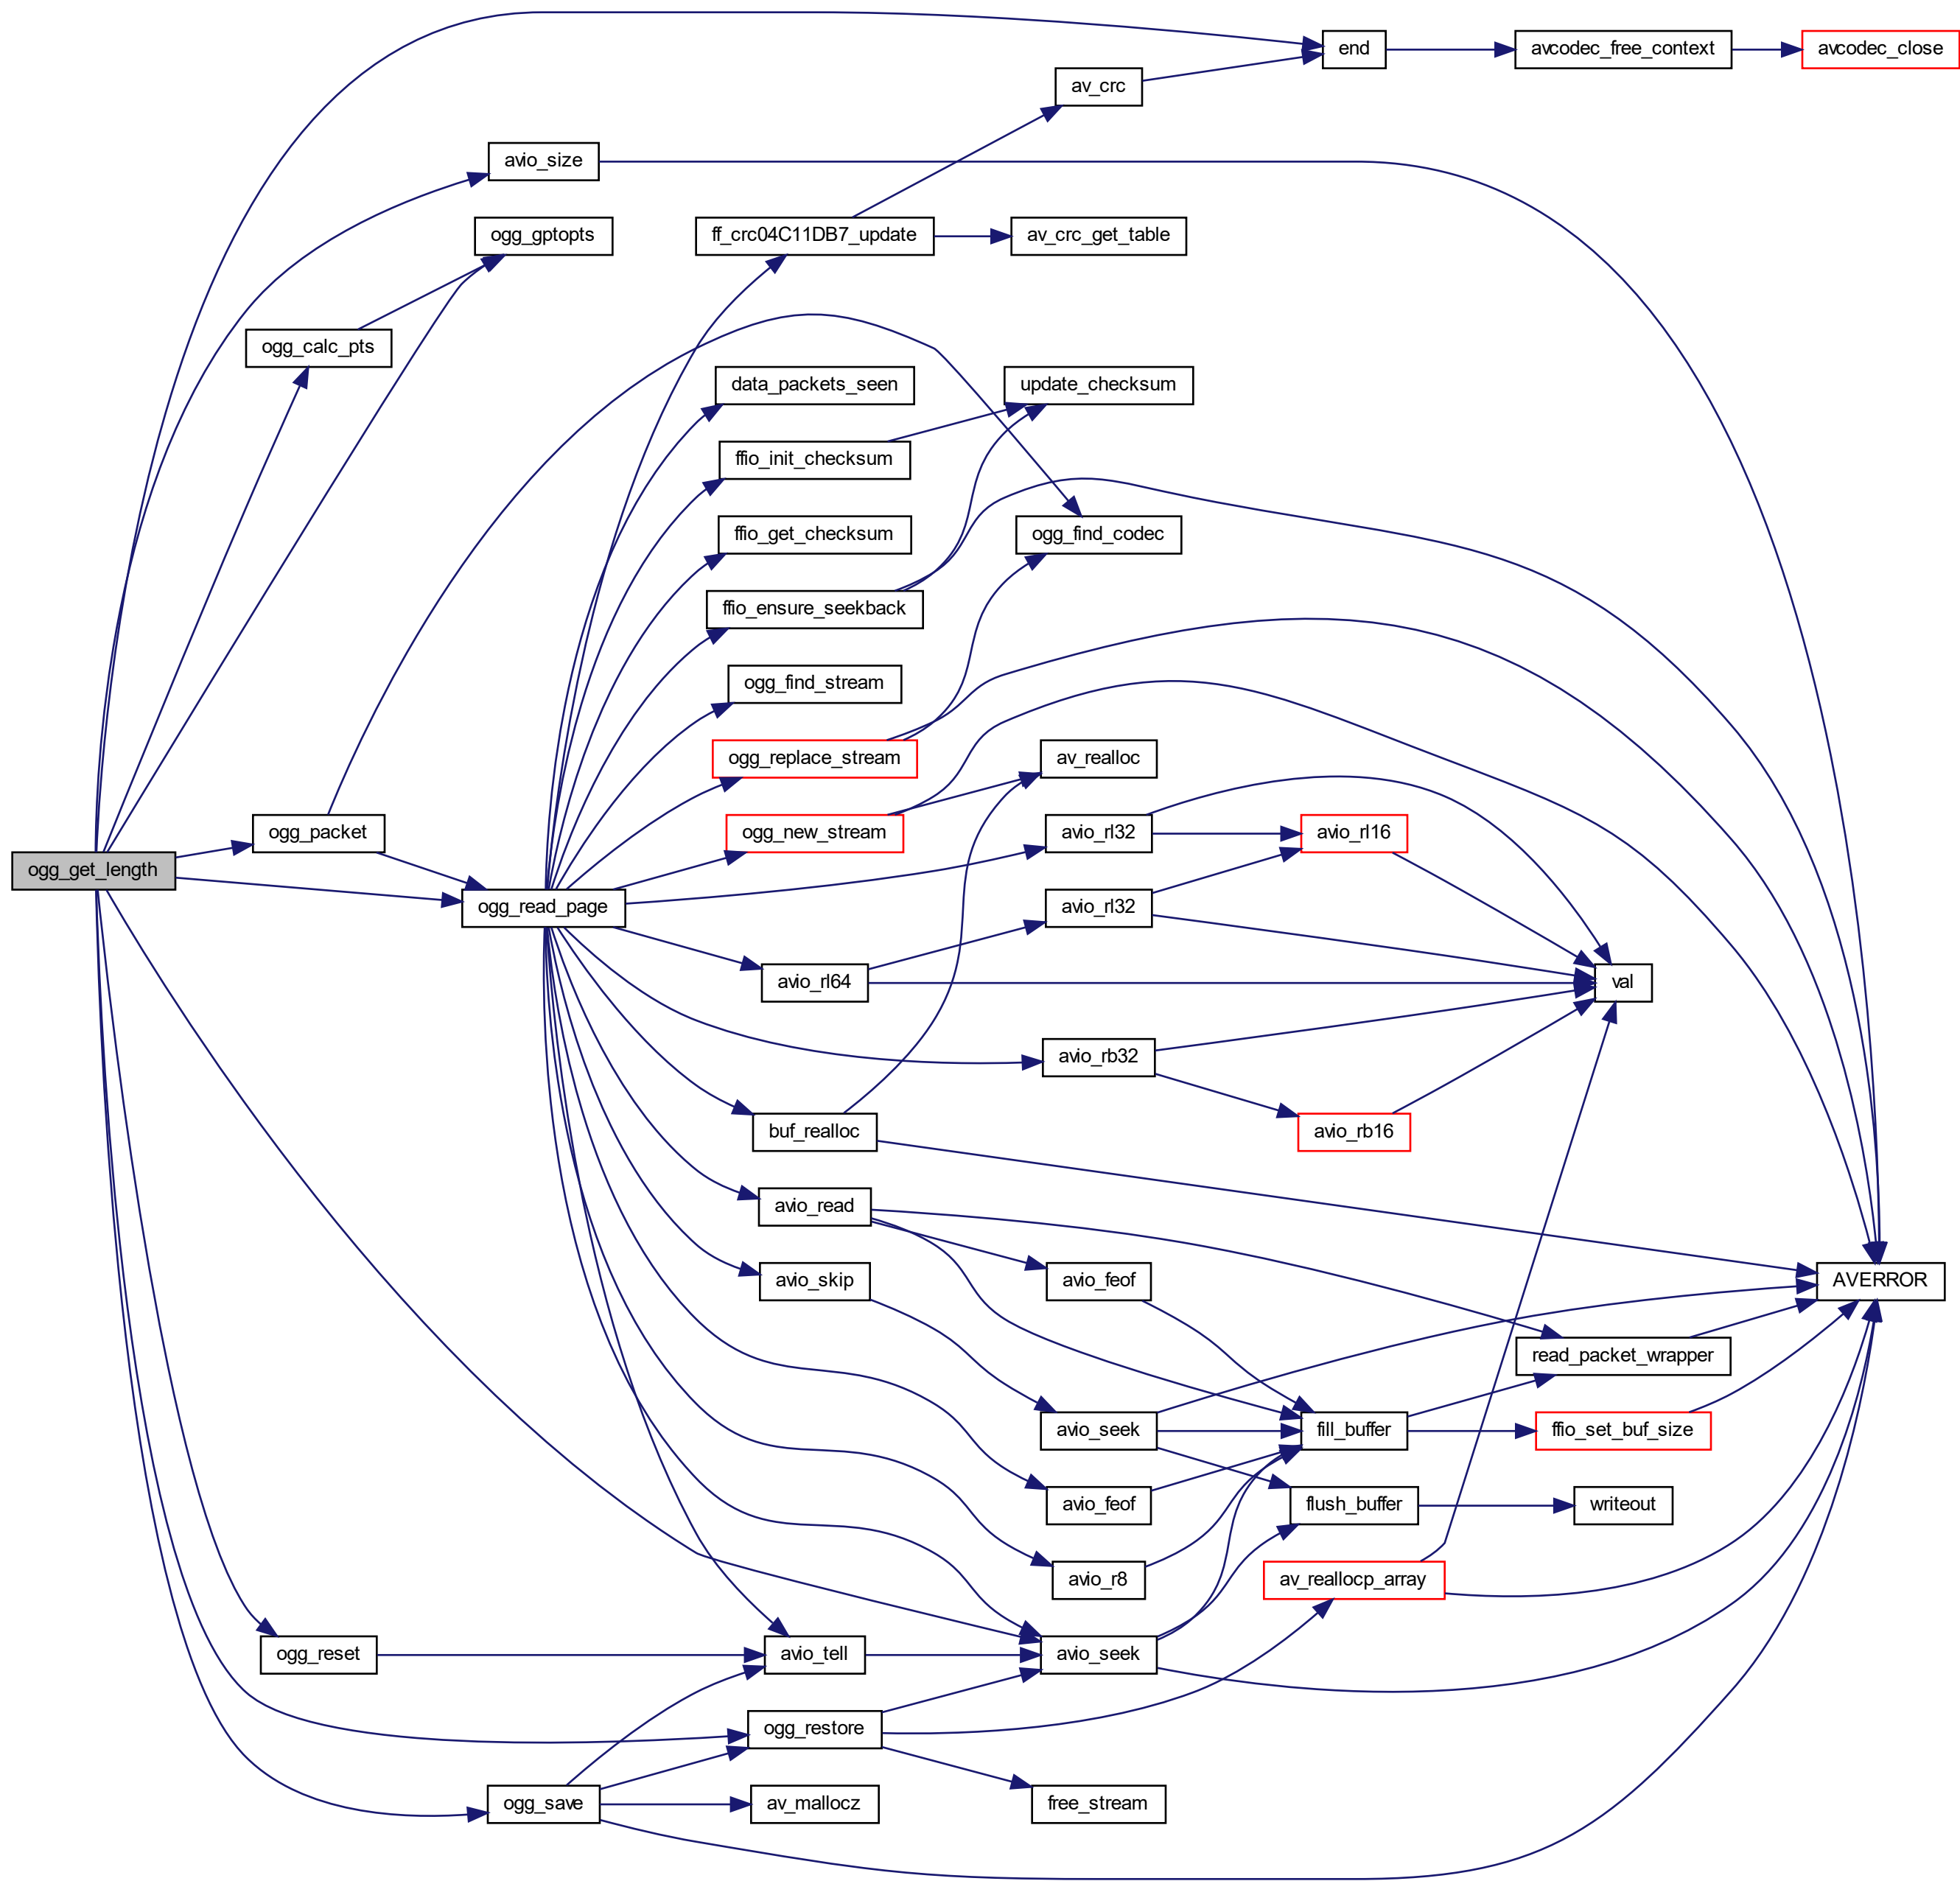 end
avcodec_free_context
avcodec_close
av_crc
avio_size
ogg_gptopts
ff_crc04C11DB7_update
av_crc_get_table
ogg_calc_pts
data_packets_seen
update_checksum
ffio_init_checksum
ffio_get_checksum
ogg_find_codec
ffio_ensure_seekback
ogg_find_stream
ogg_replace_stream
av_realloc
ogg_packet
ogg_new_stream
avio_rl32
avio_rl16
ogg_get_length
ogg_read_page
avio_rl32
avio_rl64
val
avio_rb32
buf_realloc
avio_rb16
avio_read
avio_skip
avio_feof
AVERROR
read_packet_wrapper
avio_seek
fill_buffer
ffio_set_buf_size
avio_feof
flush_buffer
writeout
avio_r8
av_reallocp_array
ogg_reset
avio_tell
avio_seek
ogg_restore
ogg_save
av_mallocz
free_stream